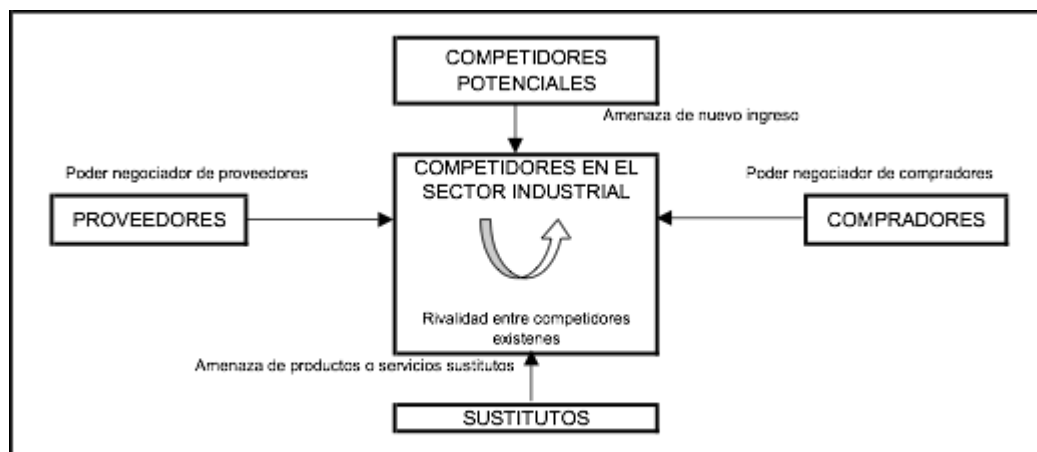 COMPETIDORES
POTENCIALES
Amenaza de nuevo ingreso
Poder negociador de proveedores
PROVEEDORES
COMPETIDORES EN EL
SECTOR INDUSTRIAL
Rivalidad entre competidores
existenes
Poder negociador de compradores
COMPRADORES
Amenaza de productos o servicios sustitutos
SUSTITUTOS